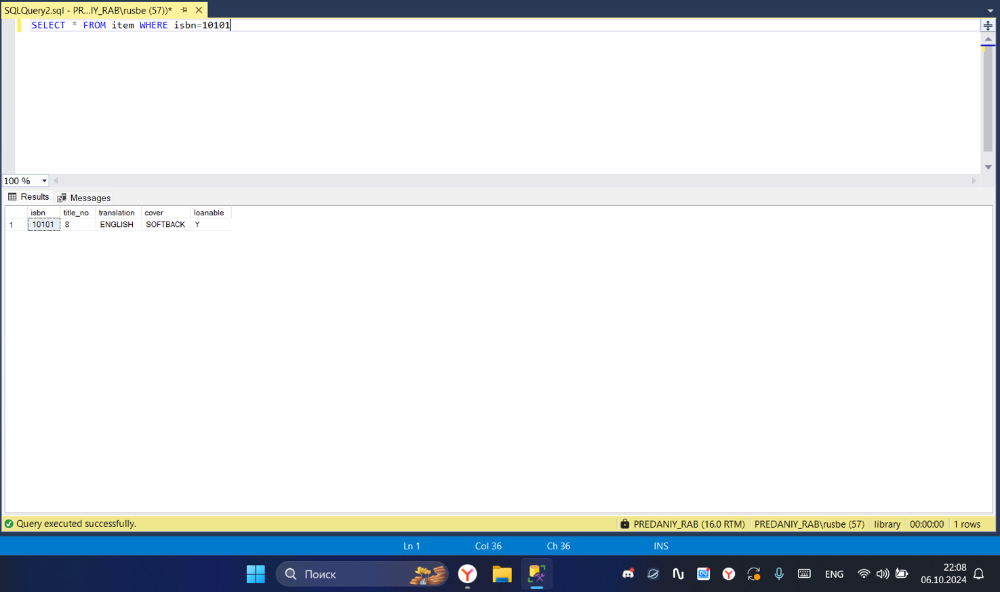 SQLQuery2.sql - PR...IY_RAB\rusbe (57))*
SELECT * FROM item WHERE isbn=10101
100 %
Results Messages
isbn title_no translation cover loanable
1 10101 8 ENGLISH SOFTBACK Y
Query executed successfully. PREDANIY_RAB (16.0 RTM) PREDANIY_RAB\rusbe (57) library 00:00:00 1 rows
Ln 1 Col 36 Ch 36 INS
Поиск ENG 22:08
06.10.2024